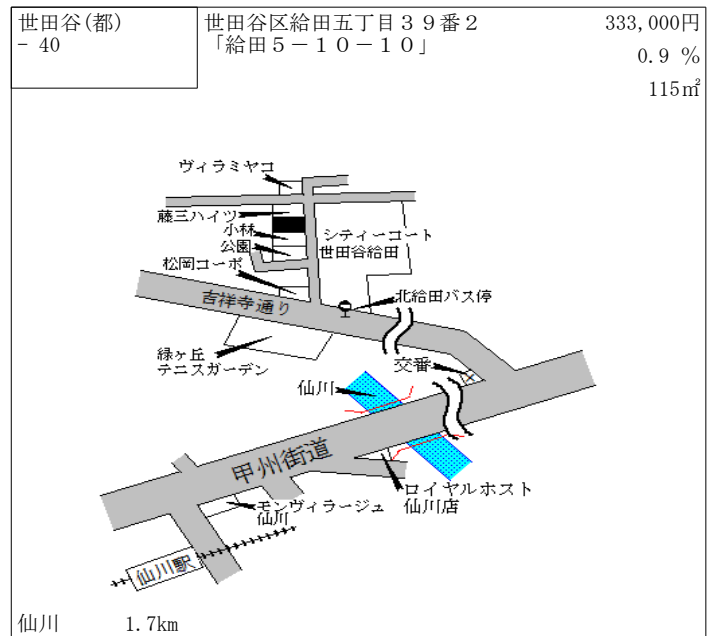 世田谷(都)
- 40
世田谷区給田五丁目３９番２
「給田５－１０－１０」
333,000円
0.9 %
115㎡
ヴィラミヤコ
藤三ハイツ
小林
公園
松岡コーポ
シティーコート
世田谷給田
吉祥寺通り
北給田バス停
緑ヶ丘
テニスガーデン
仙川
交番
甲州街道
ロイヤルホスト
仙川店
モンヴィラージュ
仙川
仙川駅
仙川 1.7km